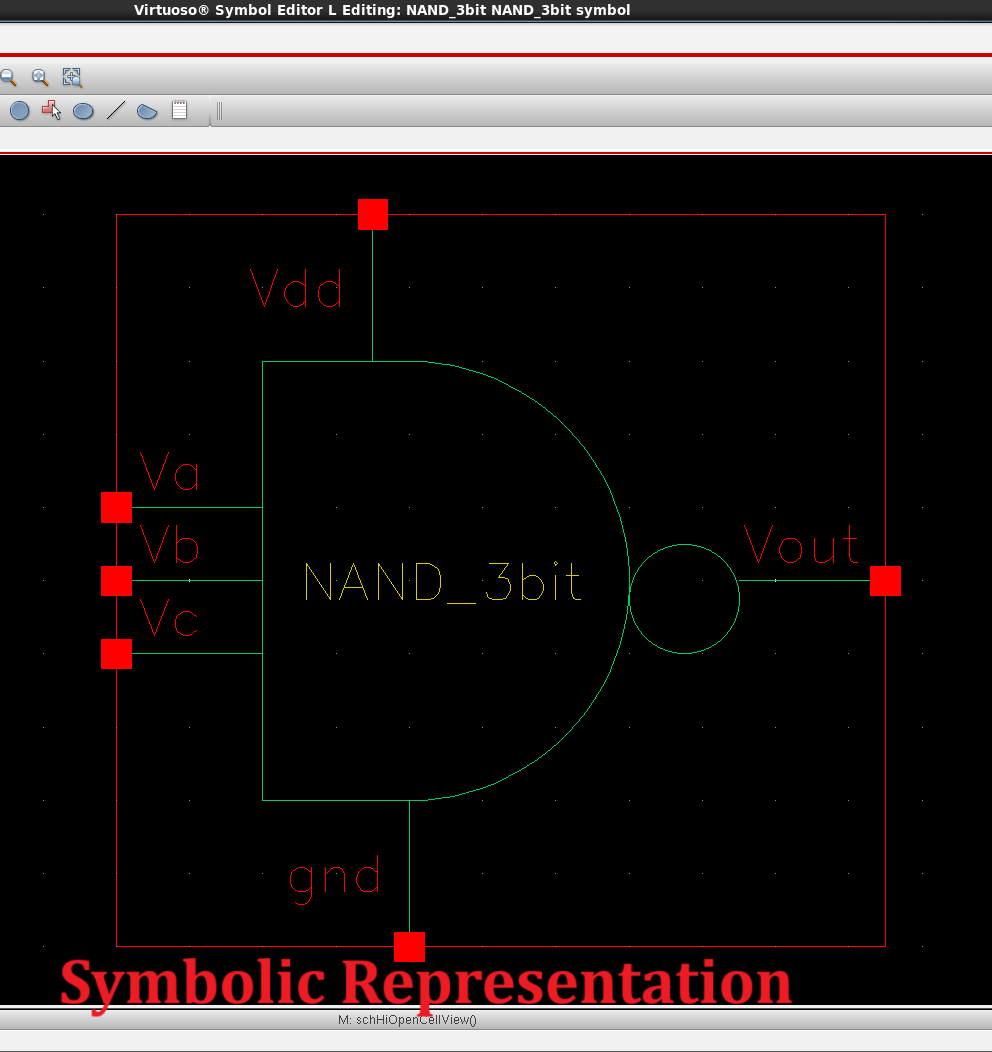 Virtuoso® Symbol Editor L Editing: NAND_3bit NAND_3bit symbol
Vdd
Va
Vb
Vc
NAND_3bit
Vout
gnd
Symbolic Representation
M: schHiOpenCellView()